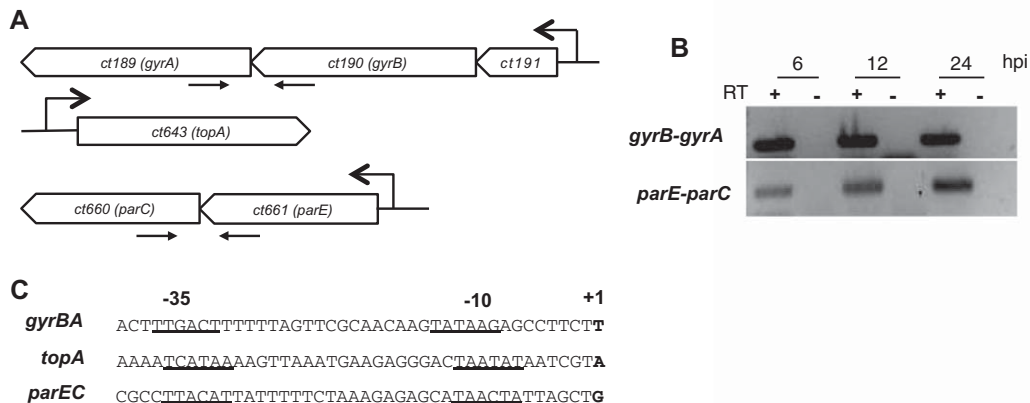 A
ct189 (gyrA) ct190 (gyrB) ct191
ct643 (topA)
ct660 (parC) ct661 (parE)
B
6 12 24 hpi
RT + - + - + -
gyrB-gyrA
parE-parC
C
-35 -10 +1
gyrBA ACTTTTGACTTTTTTAGTTCGCAACAAGTATAAGAGCCTTCTT
topA AAAATCATAAAAGTTAAATGAAGAGGGACTAATATAATCGTA
parEC CGCCTTACATTATTTTTCTAAAGAGAGCATAACTATTAGCTG